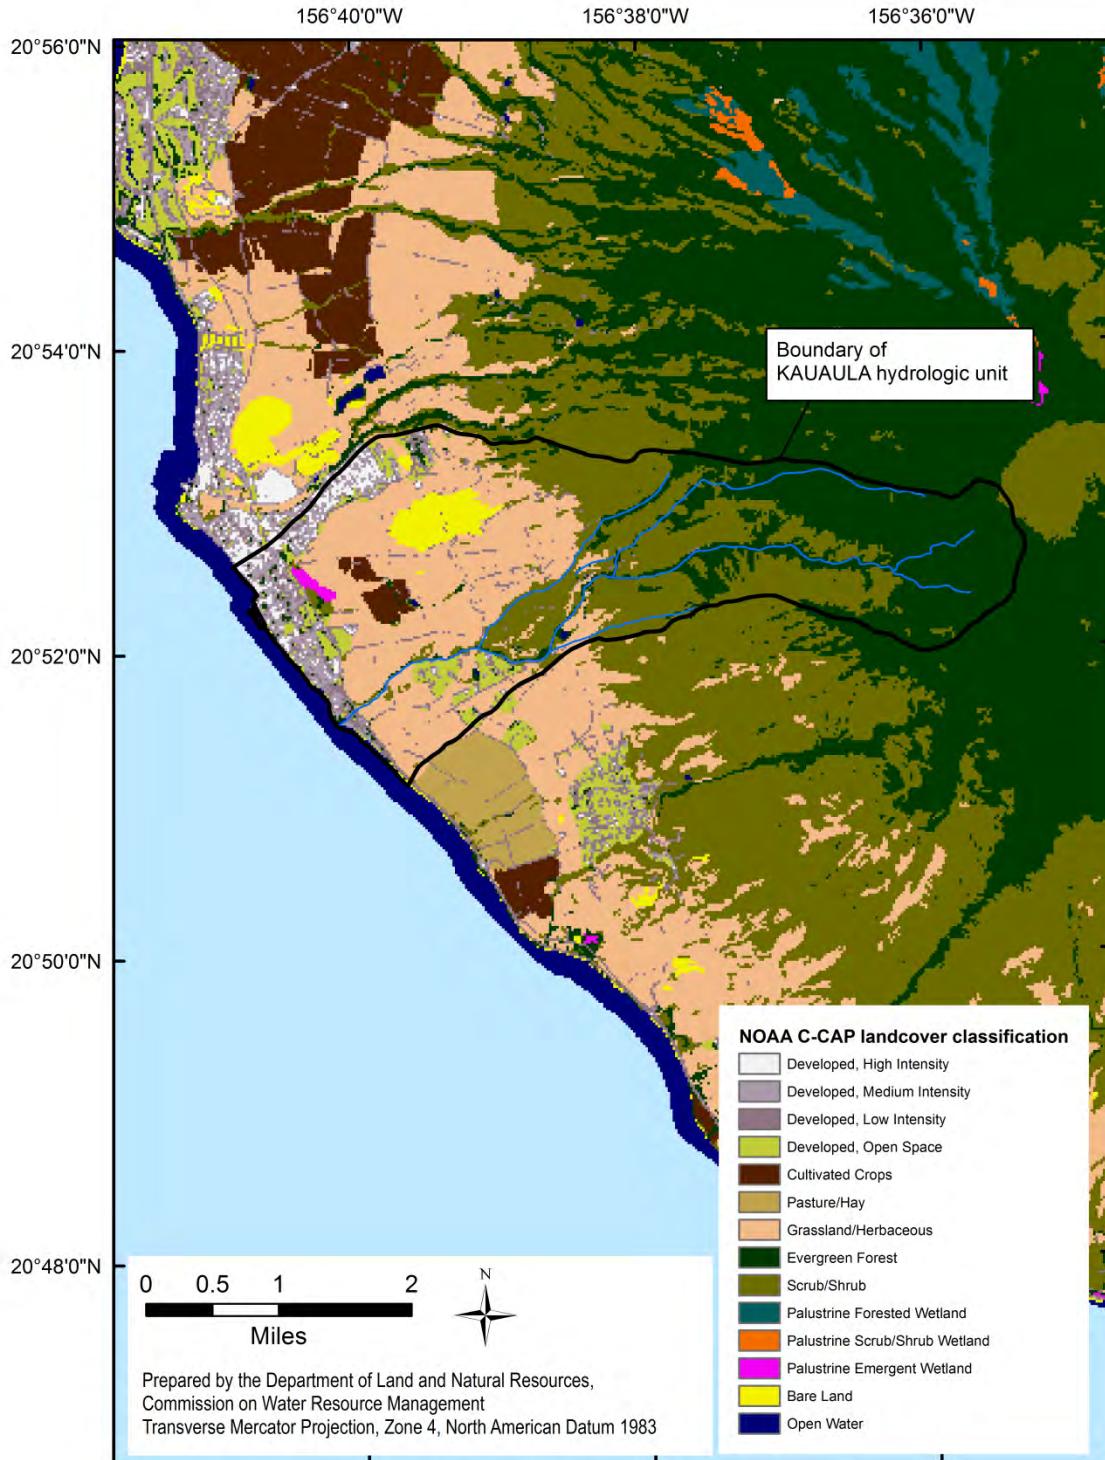 156°40'0"W
156°38'0"W
156°36'0"W
20°56'0"N
20°54'0"N
Boundary of
KAUAULA hydrologic unit
20°52'0"N
20°50'0"N
20°48'0"N
NOAA C-CAP landcover classification
Developed, High Intensity
Developed, Medium Intensity
Developed, Low Intensity
Developed, Open Space
Cultivated Crops
Pasture/Hay
Grassland/Herbaceous
Evergreen Forest
Scrub/Shrub
Palustrine Forested Wetland
Palustrine Scrub/Shrub Wetland
Palustrine Emergent Wetland
Bare Land
Open Water
0 0.5 1 2
Miles
N
Prepared by the Department of Land and Natural Resources,
Commission on Water Resource Management
Transverse Mercator Projection, Zone 4, North American Datum 1983